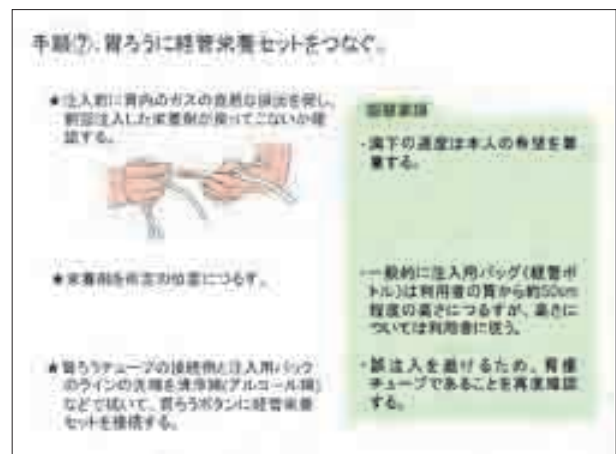 手順⑦、胃ろうに経管栄養セットをつなぐ。
★注入前に胃内のガスの自然な排出を促し、
前回注入した栄養剤が戻ってこないか確
認する。
★栄養剤を所定の位置につるす。
★胃ろうチューブの接続側と注入用バッグ
のラインの先端を清浄綿(アルコール綿)
などで拭いて、胃ろうボタンに経管栄養
セットを接続する。
・滴下の速度は本人の希望を尊
重する。
・一般的に注入用バッグ(経管ボ
トル)は利用者の胃から約50cm
程度の高さにつるすが、高さに
ついては利用者に従う。
・誤注入を避けるため、胃瘻
チューブであることを再度確認
する。